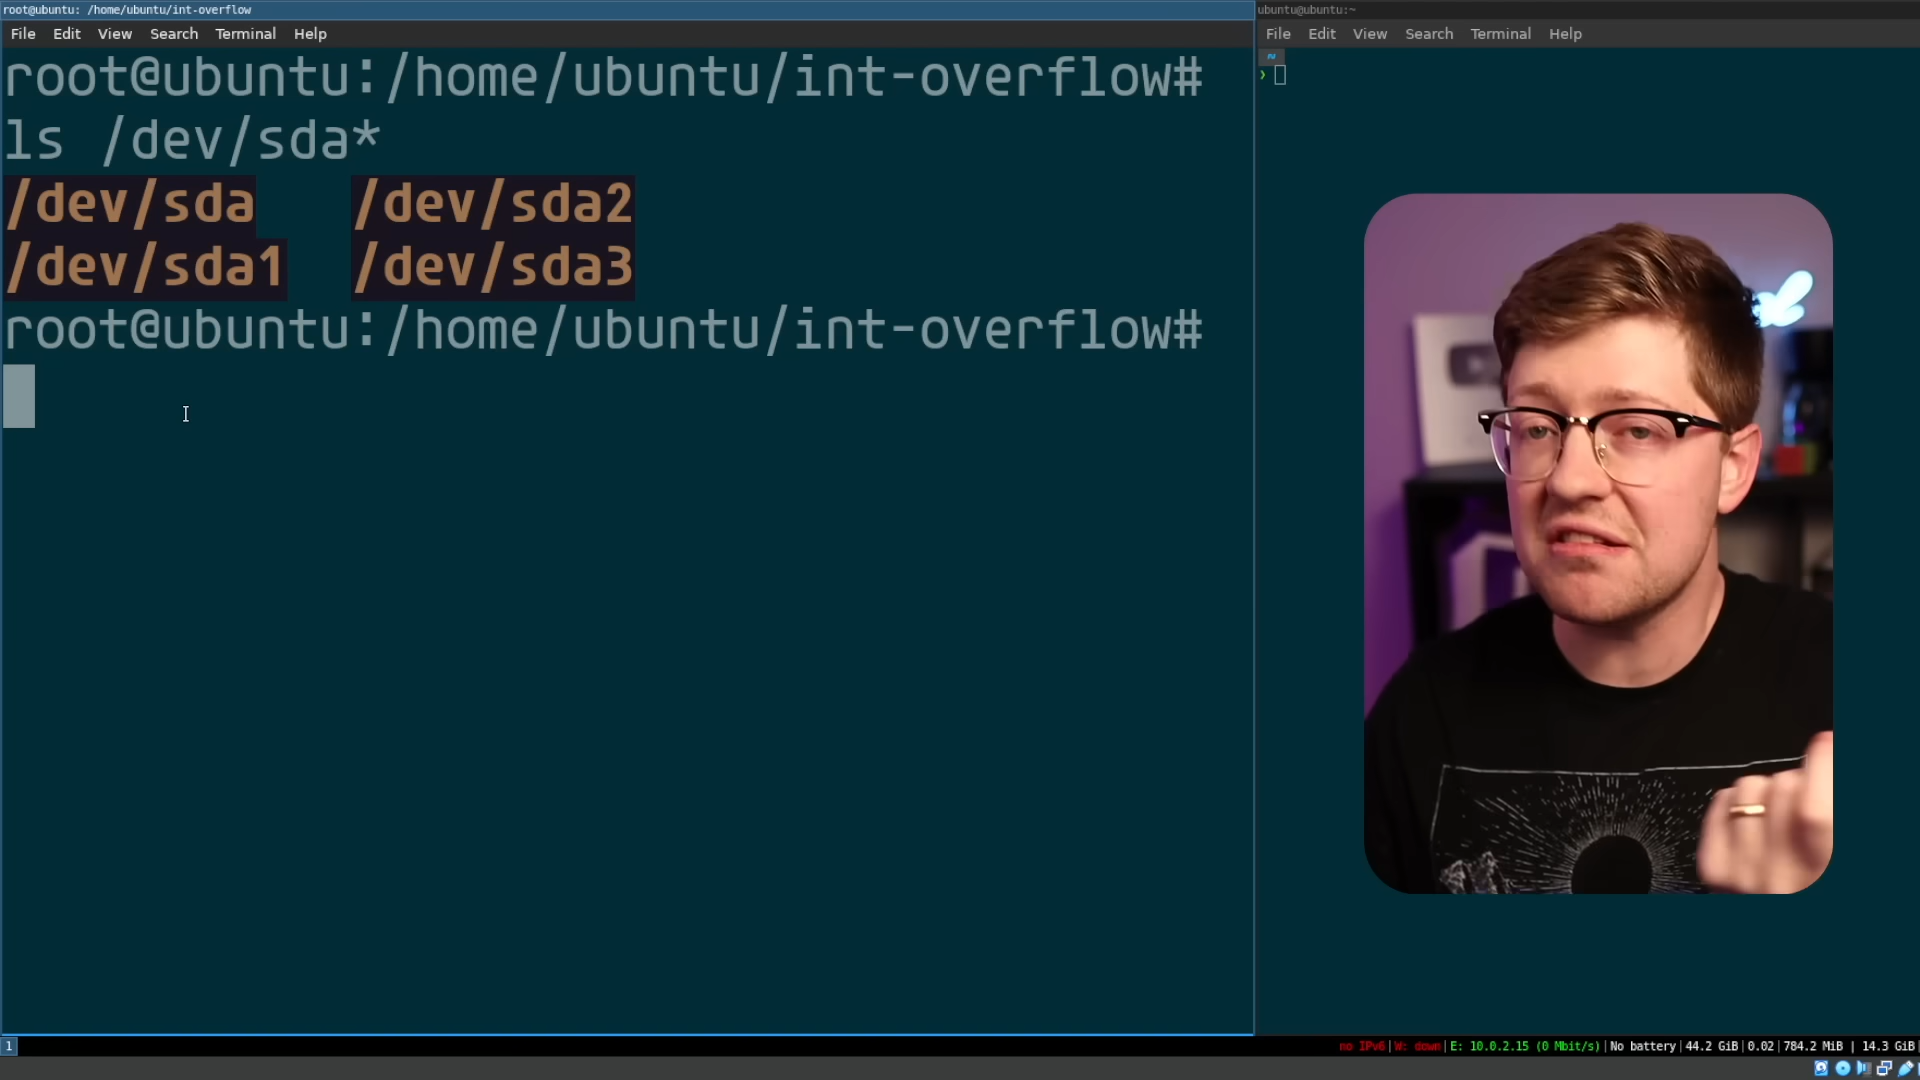 root@ubuntu: /home/ubuntu/int-overflow
File Edit View Search Terminal Help
root@ubuntu:/home/ubuntu/int-overflow#
ls /dev/sda*
/dev/sda /dev/sda2
/dev/sda1 /dev/sda3
root@ubuntu:/home/ubuntu/int-overflow#
ubuntu@ubuntu:~
File Edit View Search Terminal Help
~
❯
1
no IPv6|W: down|E: 10.0.2.15 (0 Mbit/s)|No battery|44.2 GiB|0.02|784.2 MiB | 14.3 GiB